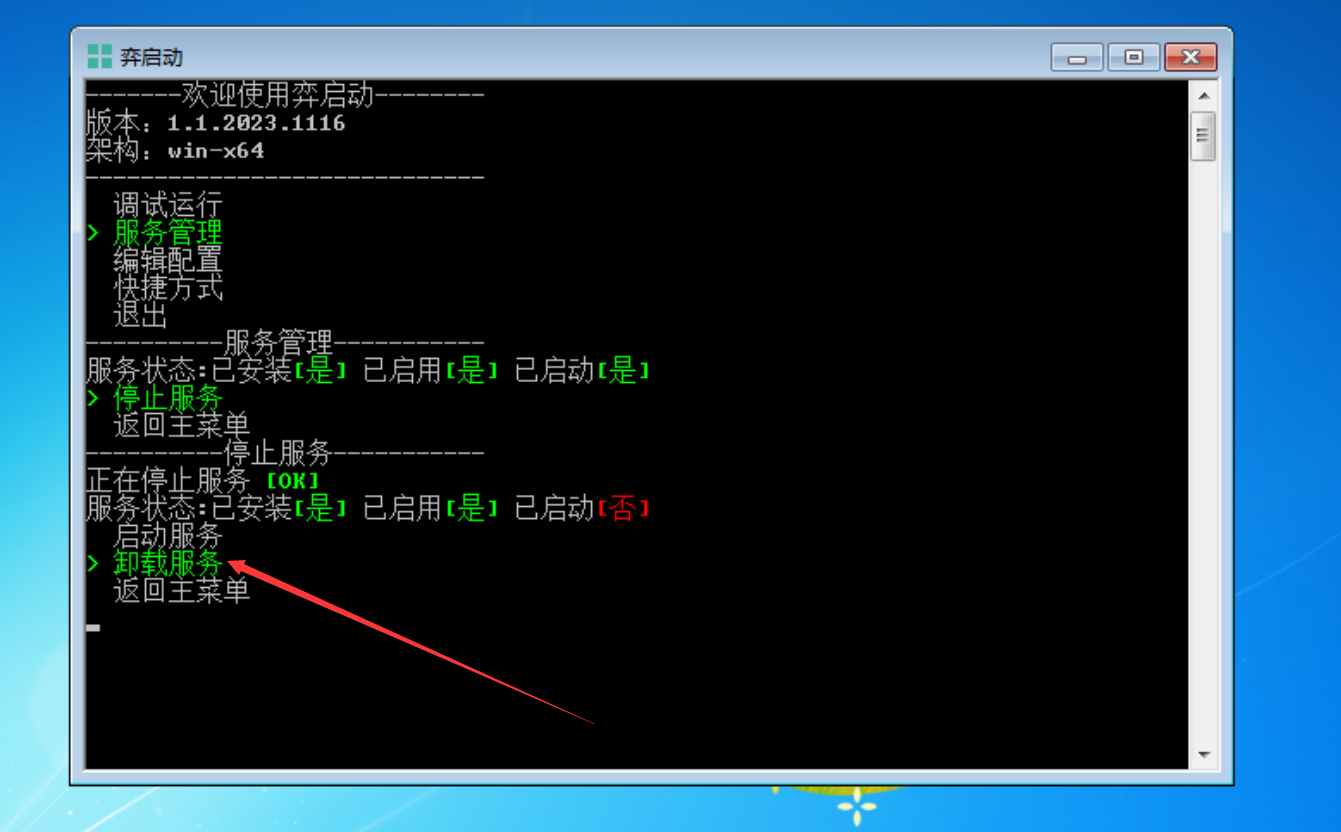 弈启动
-------欢迎使用弈启动--------
版本：1.1.2023.1116
架构：win-x64
-----------------------------
调试运行
> 服务管理
编辑配置
快捷方式
退出
----------服务管理-----------
服务状态:已安装[是] 已启用[是] 已启动[是]
> 停止服务
返回主菜单
----------停止服务-----------
正在停止服务 [OK]
服务状态:已安装[是] 已启用[是] 已启动[否]
启动服务
> 卸载服务
返回主菜单